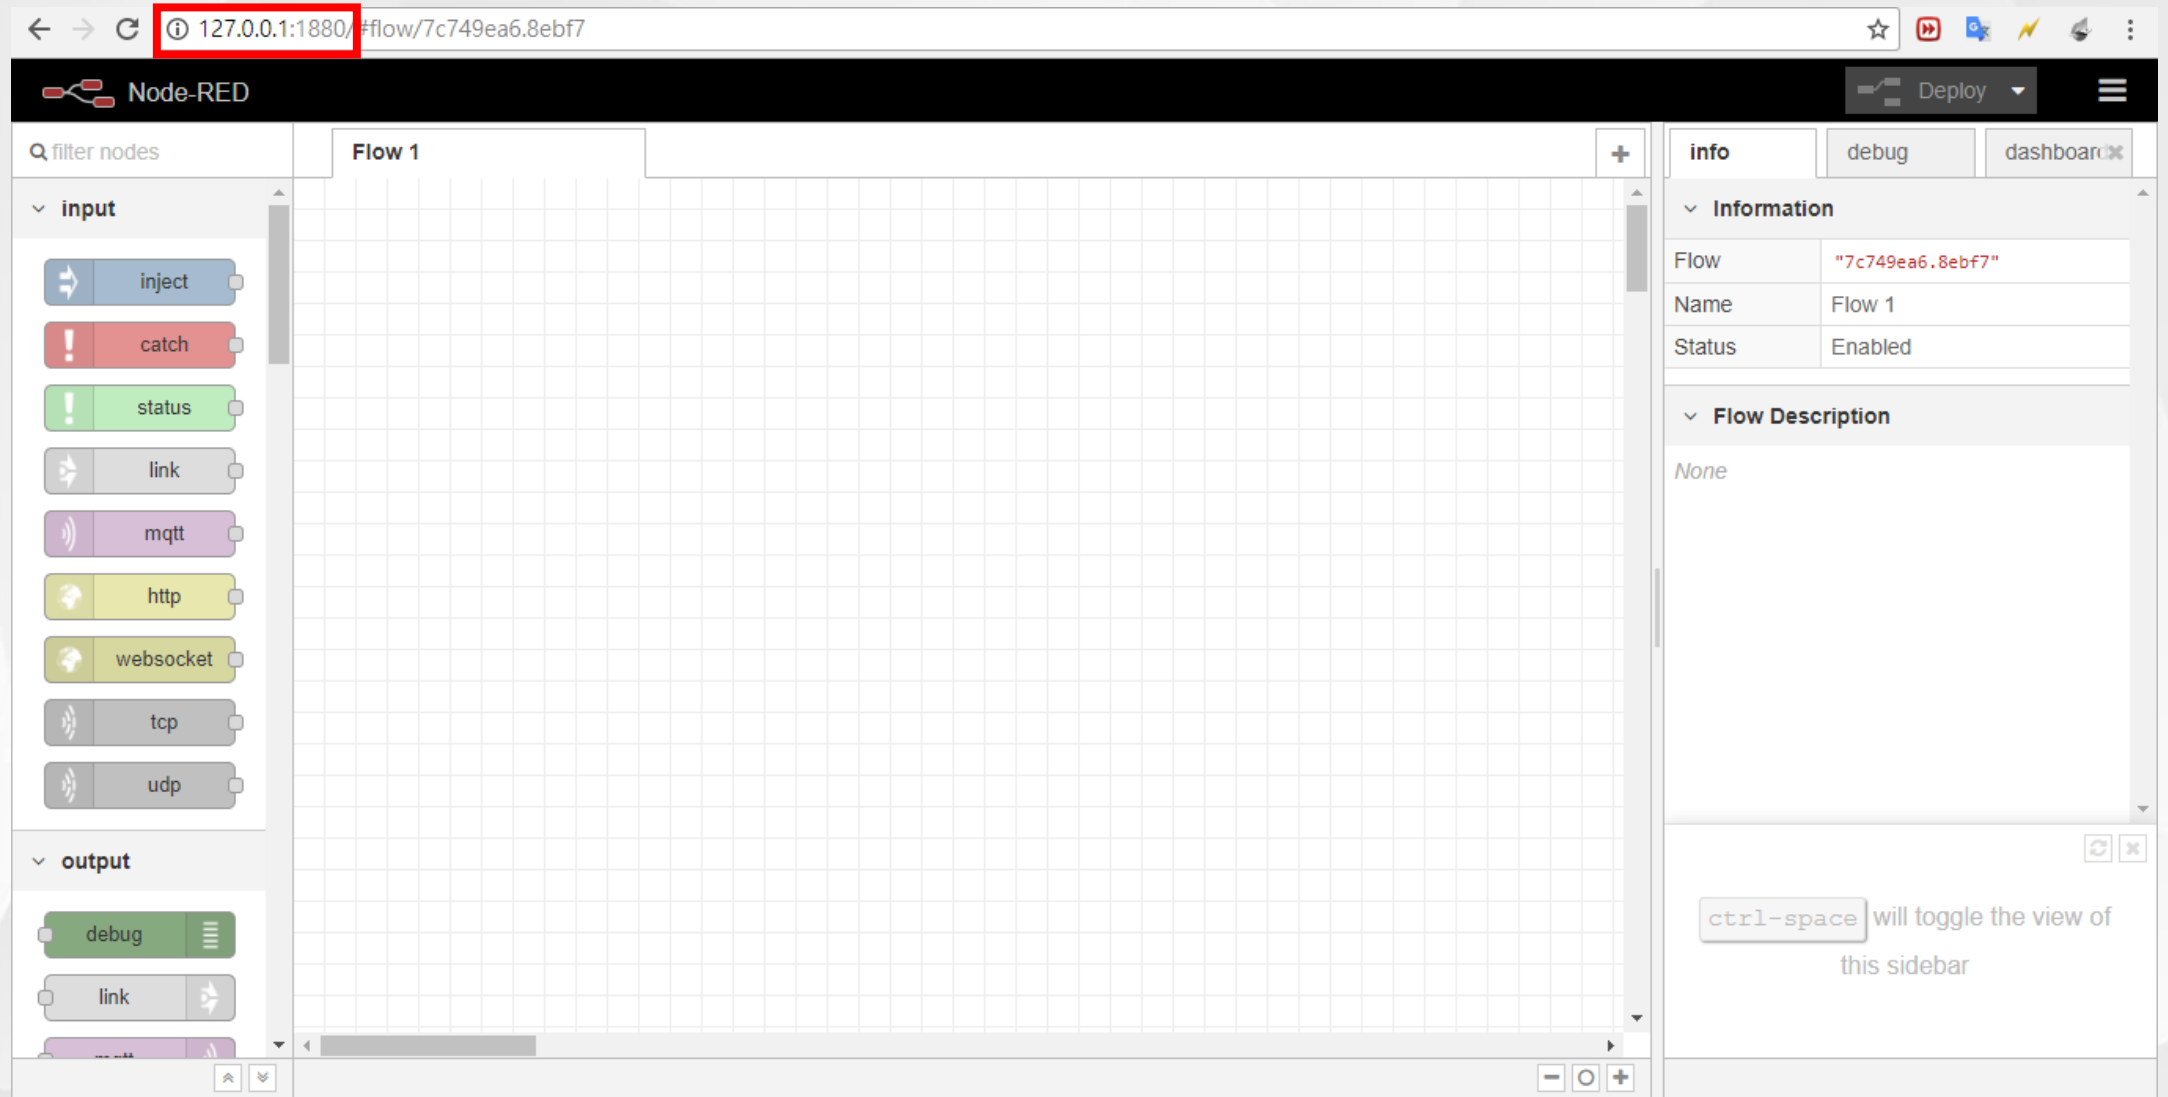 127.0.0.1:1880/#flow/7c749ea6.8ebf7
Node-RED
Deploy
filter nodes
Flow 1
info
debug
dashboard
input
inject
catch
status
link
mqtt
http
websocket
tcp
udp
output
debug
link
mqtt
Information
Flow "7c749ea6.8ebf7"
Name Flow 1
Status Enabled
Flow Description
None
ctrl-space will toggle the view of
this sidebar